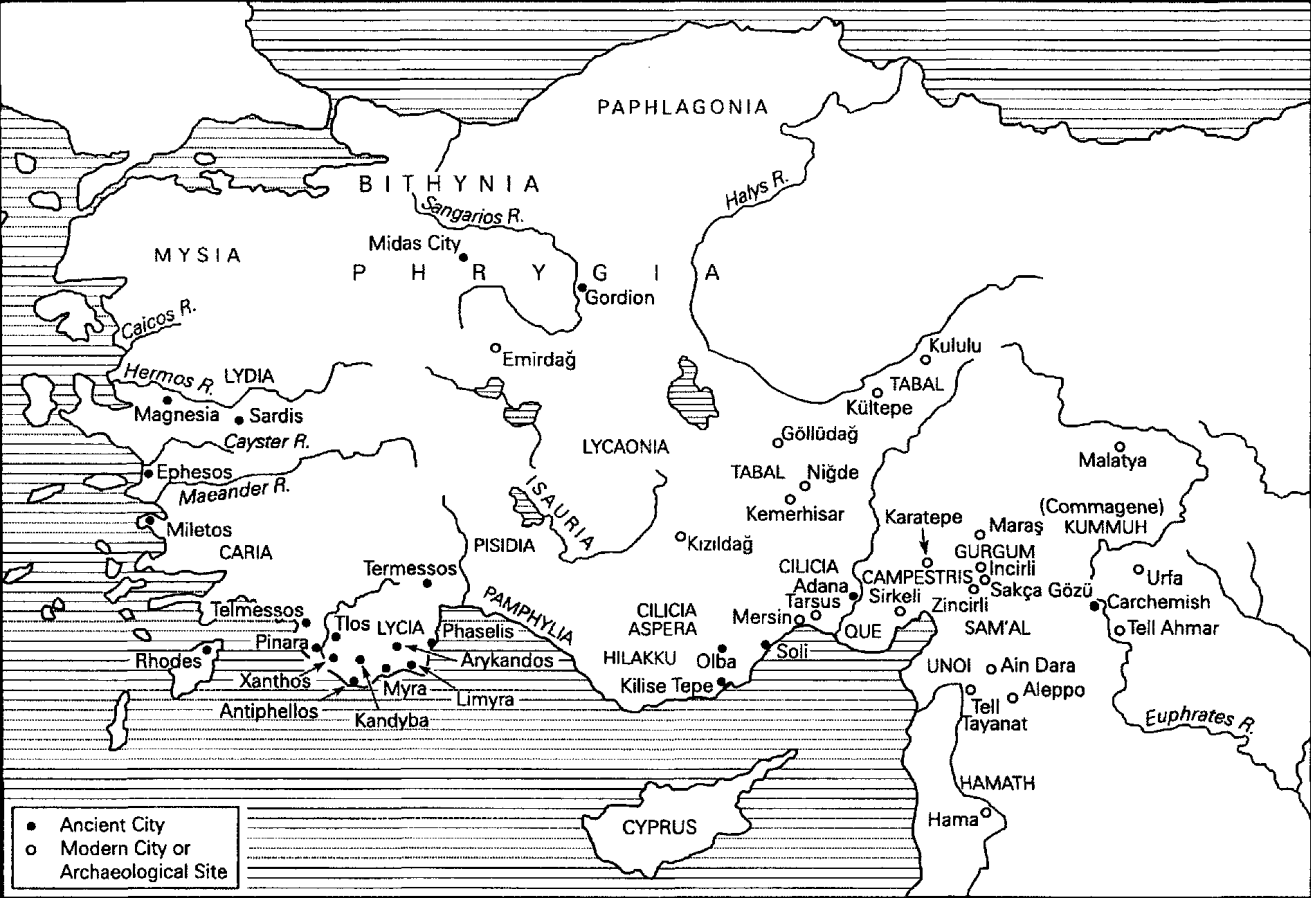 PAPHLAGONIA
BITHYNIA
Halys R.
Sangarios R.
Midas City
MYSIA
PHRYGIA
Gordion
Caicos R.
Emirdağ
Kululu
Hermos R.
LYDIA
TABAL
Magnesia
Sardis
Kültepe
Cayster R.
Göllüdağ
LYCAONIA
Malatya
Ephesos
TABAL
Niğde
Maeander R.
ISAURIA
Kemerhisar
(Commagene)
KUMMUH
Karatepe
Maraş
Miletos
Kızıldağ
PISIDIA
CARIA
GURGUM
Termessos
CILICIA
CAMPESTRIS
Incirli
Urfa
Adana
Sakça Gözü
PAMPHYLIA
Sirkeli
Zincirli
Carchemish
Telmessos
Tarsus
CILICIA
ASPERA
Mersin
Tlos
LYCIA
Phaselis
QUE
SAM'AL
Tell Ahmar
Pinara
Soli
Rhodes
HILAKKU
Olba
Arykandos
UNQI
Ain Dara
Xanthos
Kilise Tepe
Myra
Limyra
Aleppo
Antiphellos
Kandyba
Tell
Tayanat
Euphrates R.
HAMATH
CYPRUS
Hama
Ancient City
Modern City or
Archaeological Site